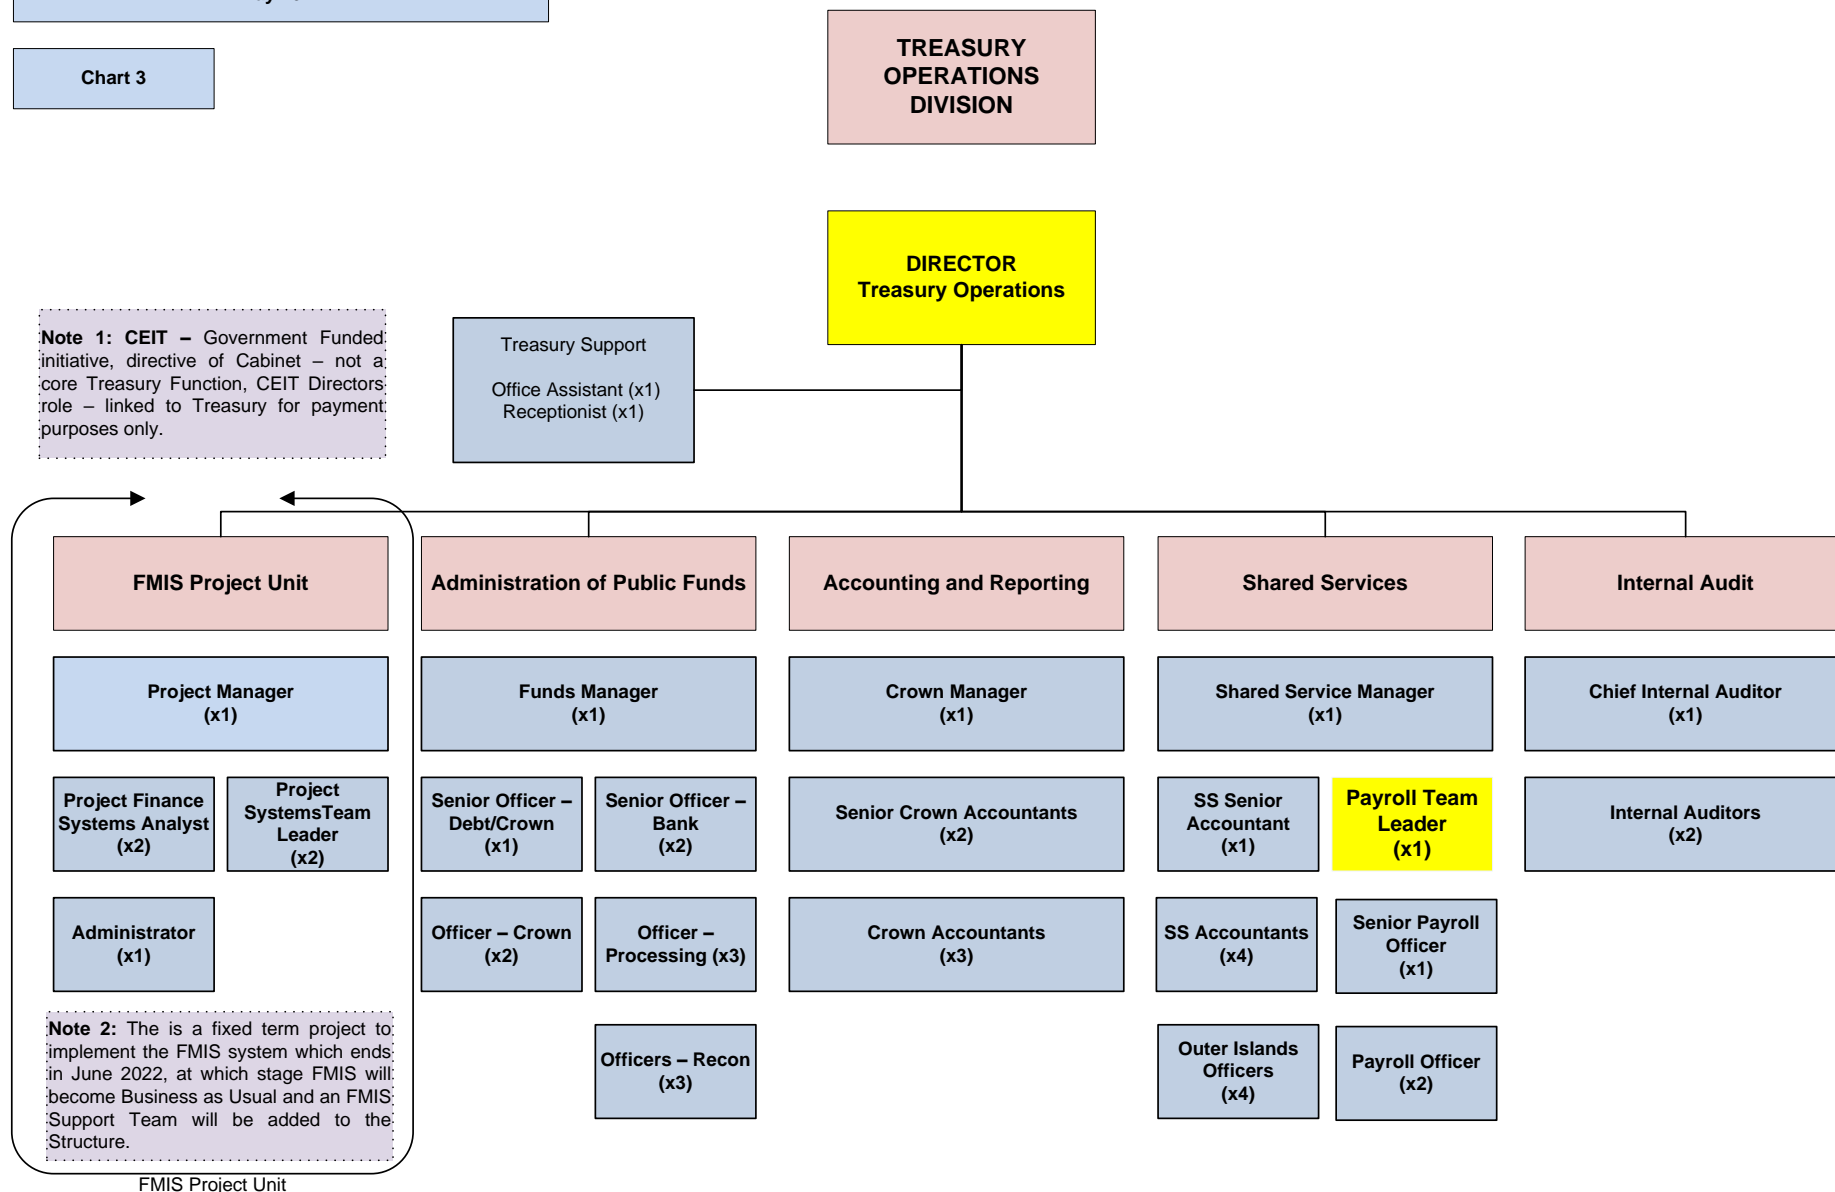 Chart 3
TREASURY
OPERATIONS
DIVISION
DIRECTOR
Treasury Operations
Treasury Support
Office Assistant (x1)
Receptionist (x1)
Note 1: CEIT – Government Funded
initiative, directive of Cabinet – not a
core Treasury Function, CEIT Directors
role – linked to Treasury for payment
purposes only.
FMIS Project Unit
Administration of Public Funds
Accounting and Reporting
Shared Services
Internal Audit
Project Manager
(x1)
Funds Manager
(x1)
Crown Manager
(x1)
Shared Service Manager
(x1)
Chief Internal Auditor
(x1)
Project Finance
Systems Analyst
(x2)
Project
SystemsTeam
Leader
(x2)
Senior Officer –
Debt/Crown
(x1)
Senior Officer –
Bank
(x2)
Senior Crown Accountants
(x2)
SS Senior
Accountant
(x1)
Payroll Team
Leader
(x1)
Internal Auditors
(x2)
Administrator
(x1)
Officer – Crown
(x2)
Officer –
Processing (x3)
Crown Accountants
(x3)
SS Accountants
(x4)
Senior Payroll
Officer
(x1)
Note 2: The is a fixed term project to
implement the FMIS system which ends
in June 2022, at which stage FMIS will
become Business as Usual and an FMIS
Support Team will be added to the
Structure.
Officers – Recon
(x3)
Outer Islands
Officers
(x4)
Payroll Officer
(x2)
FMIS Project Unit